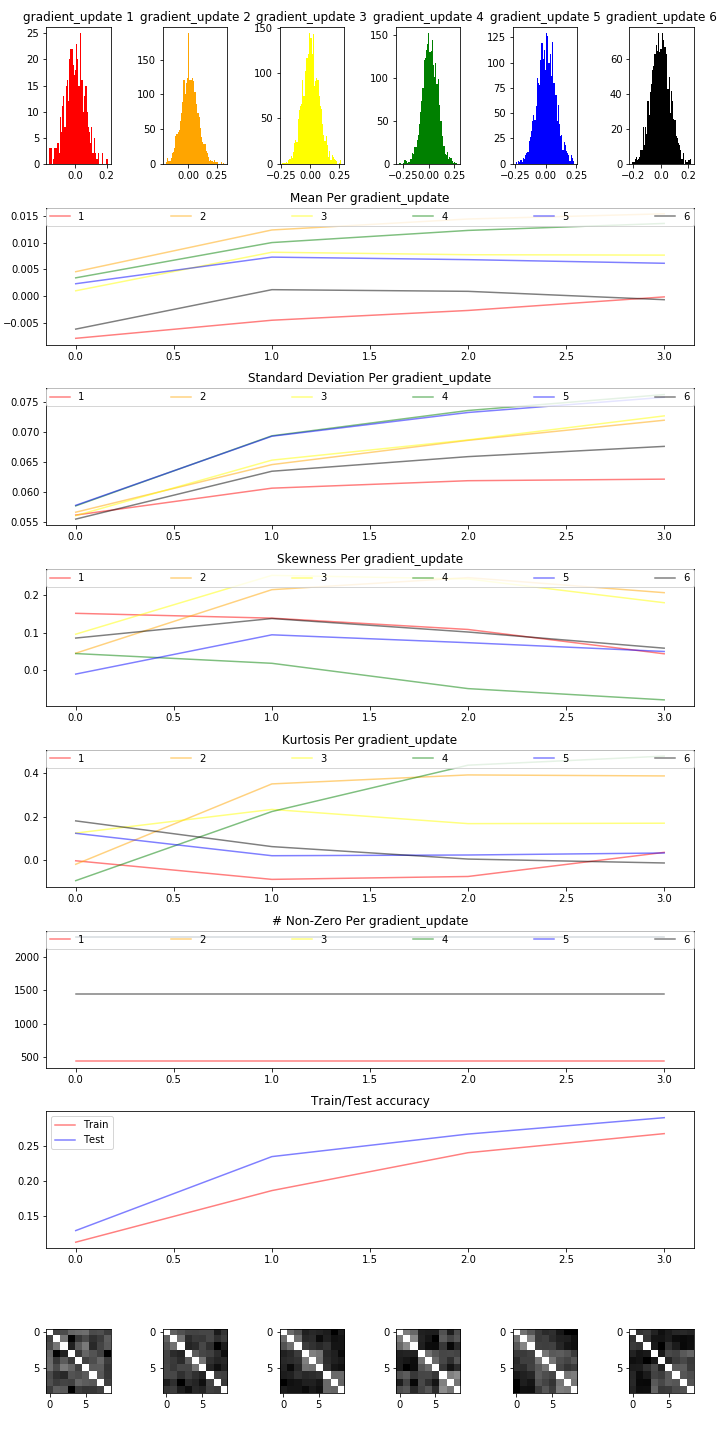 gradient_update 1 gradient_update 2 gradient_update 3 gradient_update 4 gradient_update 5 gradient_update 6
25
20
15
10
5
0
0.0 0.2
150
100
50
0
0.00 0.25
150
100
50
0
−0.25 0.00 0.25
150
100
50
0
−0.25 0.00 0.25
125
100
75
50
25
0
−0.25 0.00 0.25
60
40
20
0
−0.2 0.0 0.2
Mean Per gradient_update
1 2 3 4 5 6
0.015
0.010
0.005
0.000
−0.005
0.0 0.5 1.0 1.5 2.0 2.5 3.0
Standard Deviation Per gradient_update
1 2 3 4 5 6
0.075
0.070
0.065
0.060
0.055
0.0 0.5 1.0 1.5 2.0 2.5 3.0
Skewness Per gradient_update
1 2 3 4 5 6
0.2
0.1
0.0
0.0 0.5 1.0 1.5 2.0 2.5 3.0
Kurtosis Per gradient_update
1 2 3 4 5 6
0.4
0.2
0.0
0.0 0.5 1.0 1.5 2.0 2.5 3.0
# Non-Zero Per gradient_update
1 2 3 4 5 6
2000
1500
1000
500
0.0 0.5 1.0 1.5 2.0 2.5 3.0
Train/Test accuracy
Train
Test
0.25
0.20
0.15
0.0 0.5 1.0 1.5 2.0 2.5 3.0
0 0 0 0 0 0
5 5 5 5 5 5
0 5 0 5 0 5 0 5 0 5 0 5